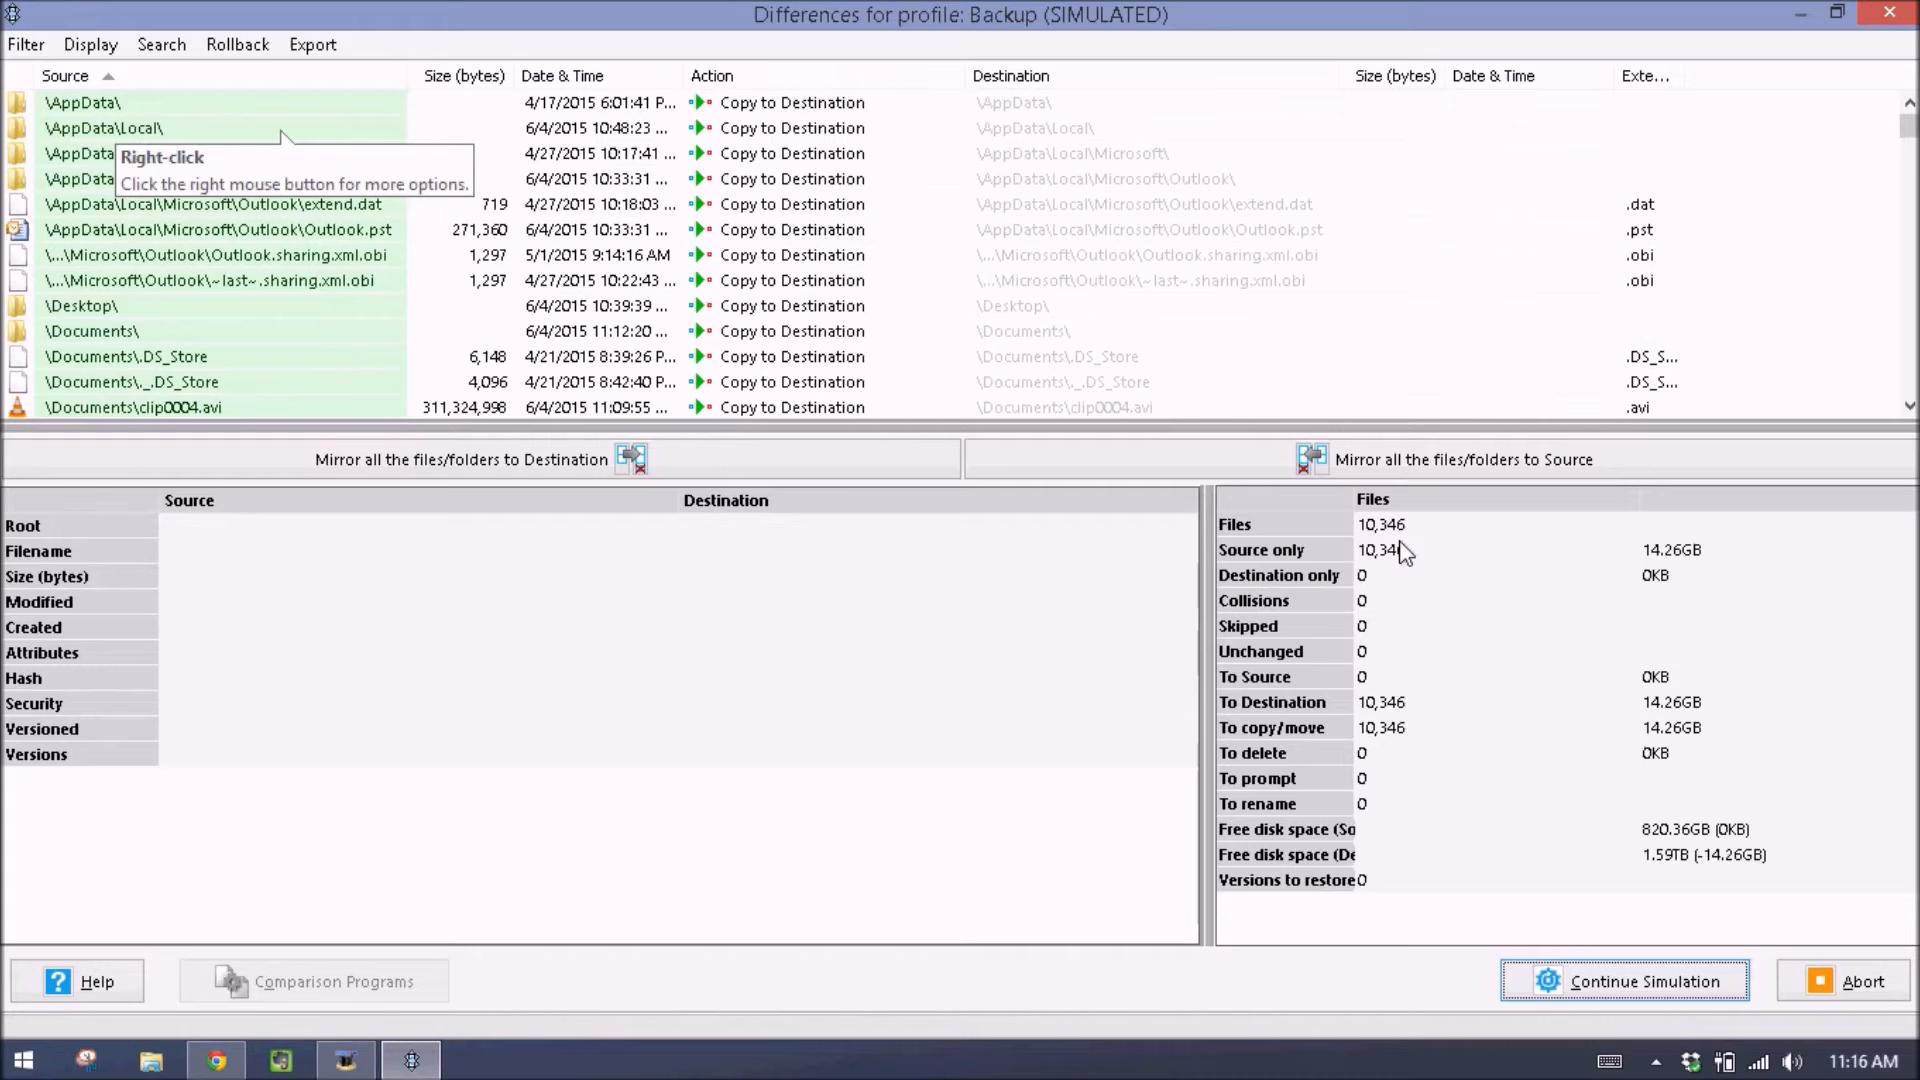 Differences for profile: Backup (SIMULATED)
Filter Display Search Rollback Export
Source Size (bytes) Date & Time Action Destination Size (bytes) Date & Time Exte...
\AppData\ 4/17/2015 6:01:41 P... Copy to Destination \AppData\
\AppData\Local\ 6/4/2015 10:48:23 ... Copy to Destination \AppData\Local\
\AppData 4/27/2015 10:17:41 ... Copy to Destination \AppData\Local\Microsoft\
\AppData 6/4/2015 10:33:31 ... Copy to Destination \AppData\Local\Microsoft\Outlook\
Right-click
Click the right mouse button for more options.
\AppData\Local\Microsoft\Outlook\extend.dat 719 4/27/2015 10:18:03 ... Copy to Destination \AppData\Local\Microsoft\Outlook\extend.dat .dat
\AppData\Local\Microsoft\Outlook\Outlook.pst 271,360 6/4/2015 10:33:31 ... Copy to Destination \AppData\Local\Microsoft\Outlook\Outlook.pst .pst
\...\Microsoft\Outlook\Outlook.sharing.xml.obi 1,297 5/1/2015 9:14:16 AM Copy to Destination \...\Microsoft\Outlook\Outlook.sharing.xml.obi .obi
\...\Microsoft\Outlook\~last~.sharing.xml.obi 1,297 4/27/2015 10:22:43 ... Copy to Destination \...\Microsoft\Outlook\~last~.sharing.xml.obi .obi
\Desktop\ 6/4/2015 10:39:39 ... Copy to Destination \Desktop\
\Documents\ 6/4/2015 11:12:20 ... Copy to Destination \Documents\
\Documents\.DS_Store 6,148 4/21/2015 8:39:26 P... Copy to Destination \Documents\.DS_Store .DS_S...
\Documents\._.DS_Store 4,096 4/21/2015 8:42:40 P... Copy to Destination \Documents\._.DS_Store .DS_S...
\Documents\clip0004.avi 311,324,998 6/4/2015 11:09:55 ... Copy to Destination \Documents\clip0004.avi .avi
Mirror all the files/folders to Destination Mirror all the files/folders to Source
Source Destination
Root
Filename
Size (bytes)
Modified
Created
Attributes
Hash
Security
Versioned
Versions
Files
Files 10,346
Source only 10,34 14.26GB
Destination only 0 0KB
Collisions 0
Skipped 0
Unchanged 0
To Source 0 0KB
To Destination 10,346 14.26GB
To copy/move 10,346 14.26GB
To delete 0 0KB
To prompt 0
To rename 0
Free disk space (So 820.36GB (0KB)
Free disk space (De 1.59TB (-14.26GB)
Versions to restore 0
Help Comparison Programs Continue Simulation Abort
11:16 AM